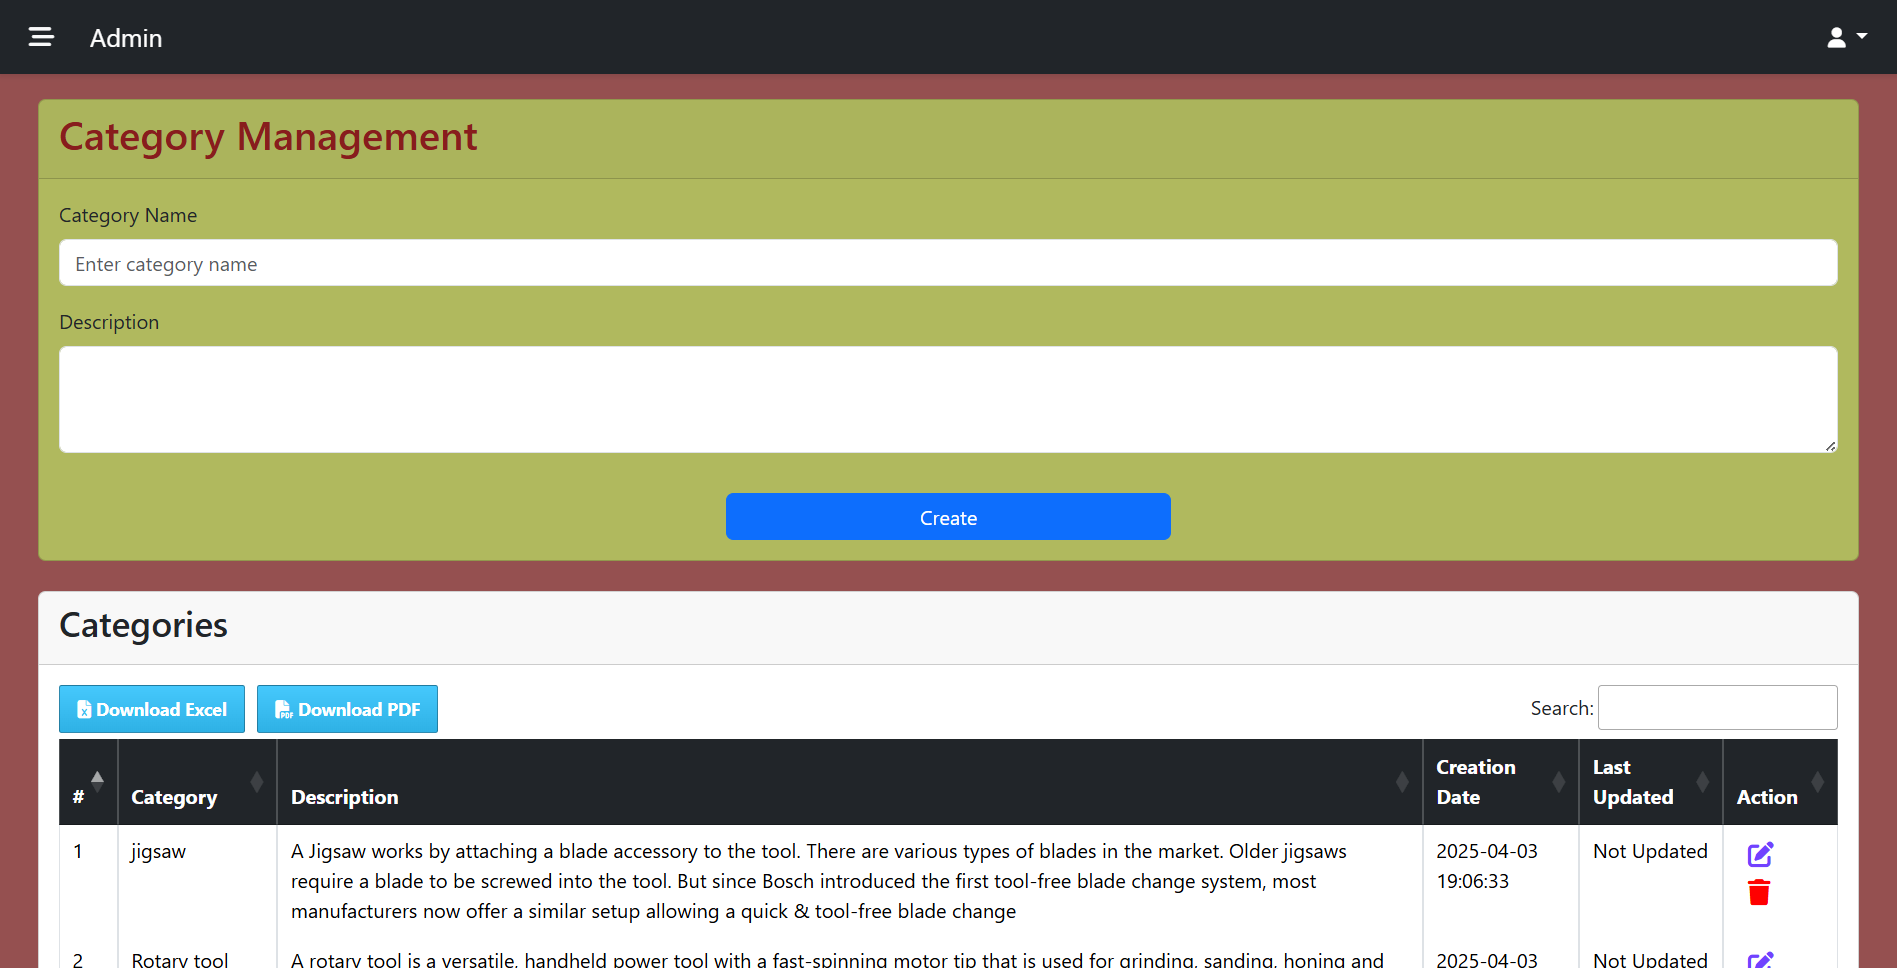 Admin
Category Management
Category Name
Enter category name
Description
Create
Categories
Download Excel
Download PDF
Search:
# Category Description Creation Date Last Updated Action
1 jigsaw A Jigsaw works by attaching a blade accessory to the tool. There are various types of blades in the market. Older jigsaws
require a blade to be screwed into the tool. But since Bosch introduced the first tool-free blade change system, most
manufacturers now offer a similar setup allowing a quick & tool-free blade change
2025-04-03
19:06:33
Not Updated
2 Rotary tool A rotary tool is a versatile, handheld power tool with a fast-spinning motor tip that is used for grinding, sanding, honing and
2025-04-03
Not Updated